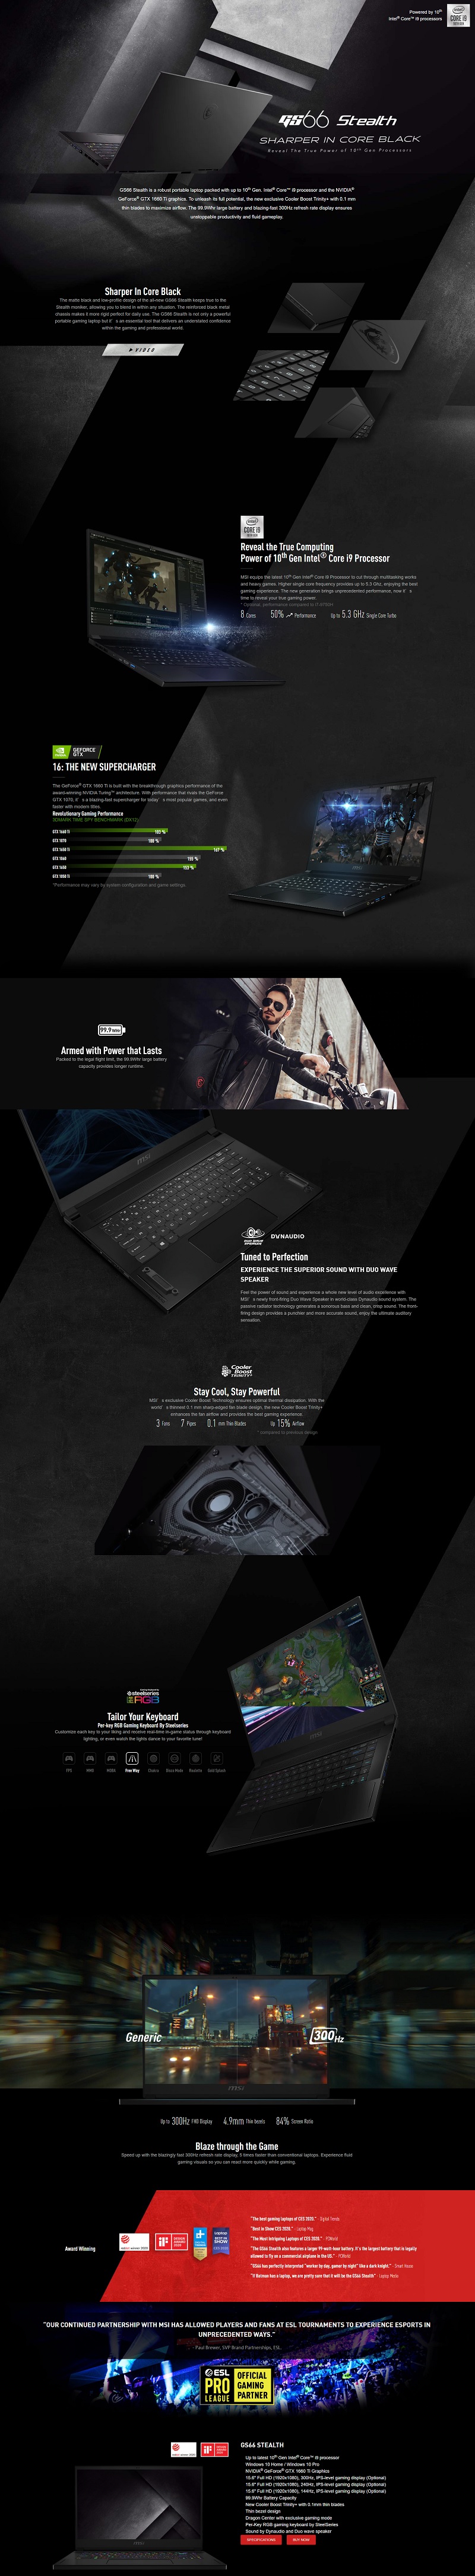 Powered by 10th
Intel® Core™ i9 processors
intel
CORE i9
10TH GEN
GS66 Stealth
SHARPER IN CORE BLACK
Reveal The True Power of 10th Gen Processors
GS66 Stealth is a robust portable laptop packed with up to 10th Gen. Intel® Core™ i9 processor and the NVIDIA®
GeForce® GTX 1660 Ti graphics. To unleash its full potential, the new exclusive Cooler Boost Trinity+ with 0.1 mm
thin blades to maximize airflow. The 99.9Whr large battery and blazing-fast 300Hz refresh rate display ensures
unstoppable productivity and fluid gameplay.
Sharper In Core Black
The matte black and low-profile design of the all-new GS66 Stealth keeps true to the
Stealth moniker, allowing you to blend in within any situation. The reinforced black metal
chassis makes it more rigid perfect for daily use. The GS66 Stealth is not only a powerful
portable gaming laptop but it's an essential tool that delivers an understated confidence
within the gaming and professional world.
VIDEO
intel
CORE i9
10TH GEN
Reveal the True Computing
Power of 10th Gen Intel® Core i9 Processor
MSI equips the latest 10th Gen Intel® Core i9 Processor to cut through multitasking works
and heavy games. Higher single core frequency provides up to 5.3 Ghz, enjoying the best
gaming experience. The new generation brings unprecedented performance, now it's
time to reveal your true gaming power.
* Optional, performance compared to i7-9750H
8 Cores 50% Performance Up to 5.3 GHz Single Core Turbo
NVIDIA
GEFORCE
GTX
16: THE NEW SUPERCHARGER
The GeForce® GTX 1660 Ti is built with the breakthrough graphics performance of the
award-winning NVIDIA Turing™ architecture. With performance that rivals the GeForce
GTX 1070, it's a blazing-fast supercharger for today's most popular games, and even
faster with modern titles.
Revolutionary Gaming Performance
3DMARK TIME SPY BENCHMARK (DX12)
GTX 1660 Ti 103 %
GTX 1070 100 %
GTX 1650 Ti 167 %
GTX 1060 155 %
GTX 1650 153 %
GTX 1050 Ti 100 %
*Performance may vary by system configuration and game settings.
99.9 Whr
Armed with Power that Lasts
Packed to the legal flight limit, the 99.9Whr large battery
capacity provides longer runtime.
msi
DUO WAVE
SPEAKERS
DYNAUDIO
Tuned to Perfection
EXPERIENCE THE SUPERIOR SOUND WITH DUO WAVE
SPEAKER
Feel the power of sound and experience a whole new level of audio experience with
MSI's newly front-firing Duo Wave Speaker in world-class Dynaudio sound system. The
passive radiator technology generates a sonorous bass and clean, crisp sound. The front-
firing design provides a punchier and more accurate sound, enjoy the ultimate auditory
sensation.
Cooler
Boost
TRINITY+
Stay Cool, Stay Powerful
MSI's exclusive Cooler Boost Technology ensures optimal thermal dissipation. With the
world's thinnest 0.1 mm sharp-edged fan blade design, the new Cooler Boost Trinity+
enhances the fan airflow and provides the best gaming experience.
3 Fans 7 Pipes 0.1 mm Thin Blades Up 15% Airflow
* compared to previous design
steelseries
RGB
Tailor Your Keyboard
Per-key RGB Gaming Keyboard By Steelseries
Customize each key to your liking and receive real-time in-game status through keyboard
lighting, or even watch the lights dance to your favorite tune!
FPS MMO MOBA Free Way Chakra Disco Mode Roulette Gold Splash
Generic
300Hz
msi
Up to 300Hz FHD Display 4.9mm Thin bezels 84% Screen Ratio
Blaze through the Game
Speed up with the blazingly fast 300Hz refresh rate display, 5 times faster than conventional laptops. Experience fluid
gaming visuals so you can react more quickly while gaming.
Award Winning
"The best gaming laptops of CES 2020." - Digital Trends
"Best in Show CES 2020." - Laptop Mag
"The Most Intriguing Laptops of CES 2020." - PCWorld
"The GS66 Stealth also features a larger 99-watt-hour battery. It's the largest battery that is legally
allowed to fly on a commercial airplane in the US." - PCWorld
"GS66 has perfectly interpreted "worker by day, gamer by night" like a dark knight." - Smart House
"If Batman has a laptop, we are pretty sure that it will be the GS66 Stealth" - Laptop Media
"OUR CONTINUED PARTNERSHIP WITH MSI HAS ALLOWED PLAYERS AND FANS AT ESL TOURNAMENTS TO EXPERIENCE ESPORTS IN
UNPRECEDENTED WAYS."
- Paul Brewer, SVP Brand Partnerships, ESL.
ESL
PRO
LEAGUE
OFFICIAL
GAMING
PARTNER
GS66 STEALTH
Up to latest 10th Gen Intel® Core™ i9 processor
Windows 10 Home / Windows 10 Pro
NVIDIA® GeForce® GTX 1660 Ti Graphics
15.6" Full HD (1920x1080), 300Hz, IPS-level gaming display (Optional)
15.6" Full HD (1920x1080), 240Hz, IPS-level gaming display (Optional)
15.6" Full HD (1920x1080), 144Hz, IPS-level gaming display (Optional)
99.9Whr Battery Capacity
New Cooler Boost Trinity+ with 0.1mm thin blades
Thin bezel design
Dragon Center with exclusive gaming mode
Per-Key RGB gaming keyboard by SteelSeries
Sound by Dynaudio and Duo wave speaker
SPECIFICATIONS BUY NOW